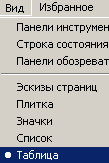 Вид Избранное
Панели инструмен
Строка состояния
Панели обозреват
Эскизы страниц
Плитка
Значки
Список
Таблица